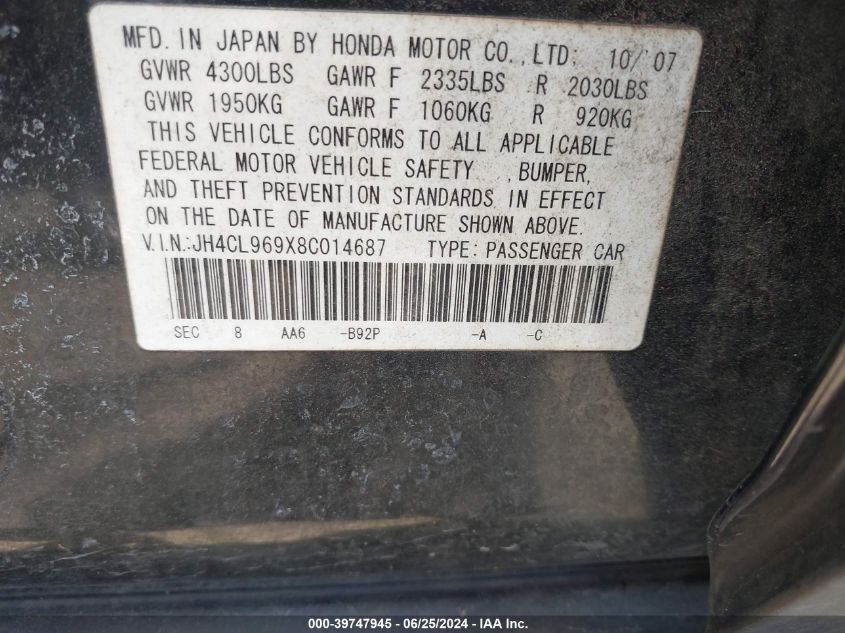 MFD. IN JAPAN BY HONDA MOTOR CO., LTD; 10/'07
GVWR 4300LBS GAWR F 2335LBS R 2030LBS
GVWR 1950KG GAWR F 1060KG R 920KG
THIS VEHICLE CONFORMS TO ALL APPLICABLE
FEDERAL MOTOR VEHICLE SAFETY , BUMPER,
AND THEFT PREVENTION STANDARDS IN EFFECT
ON THE DATE OF MANUFACTURE SHOWN ABOVE.
V.I.N.:JH4CL969X8C014687 TYPE: PASSENGER CAR
SEC 8 AA6 -B92P -A -C
000-39747945 - 06/25/2024 - IAA Inc.